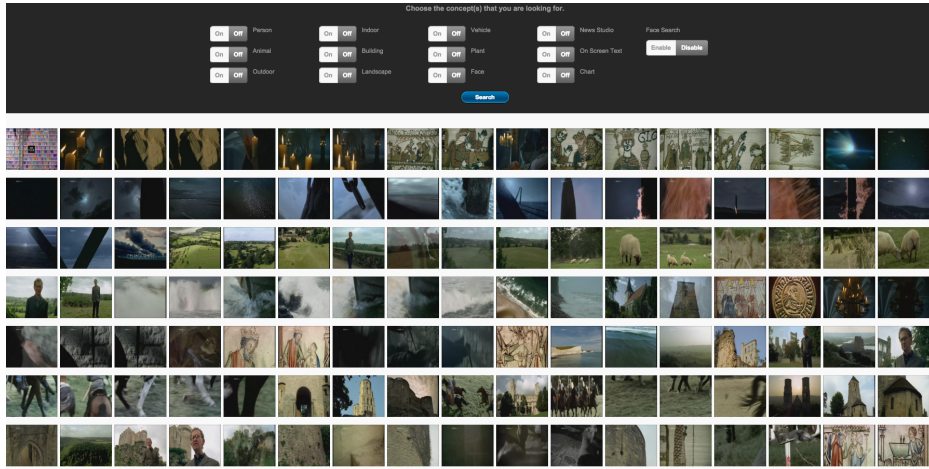 Choose the concept(s) that you are looking for.
On Off Person On Off Indoor On Off Vehicle On Off News Studio Face Search
On Off Animal On Off Building On Off Plant On Off On Screen Text Enable Disable
On Off Outdoor On Off Landscape On Off Face On Off Chart
Search